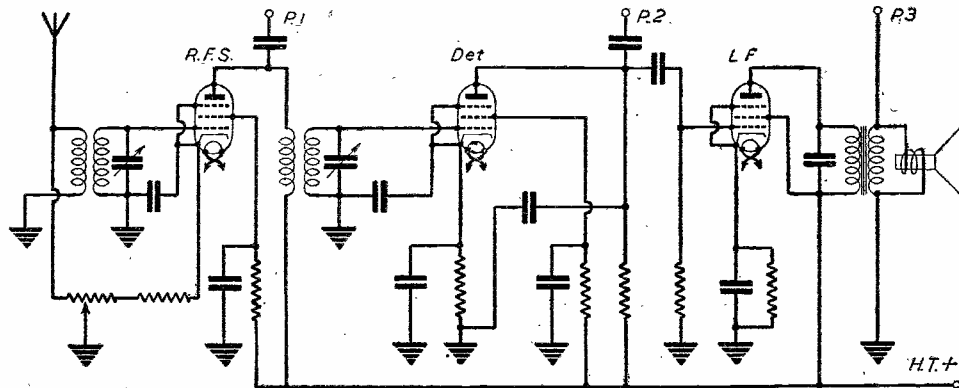 P.1
P.2
P.3
R.F.S.
Det
L F
H.T.+